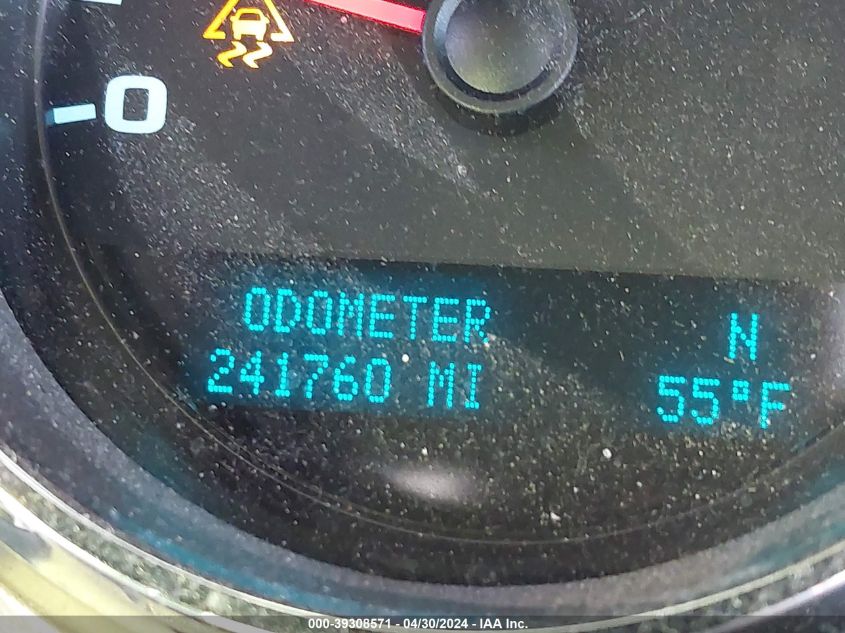 0
ODOMETER N
241760 MI 55°F
000-39308571 / 04/30/2024 - IAA Inc.